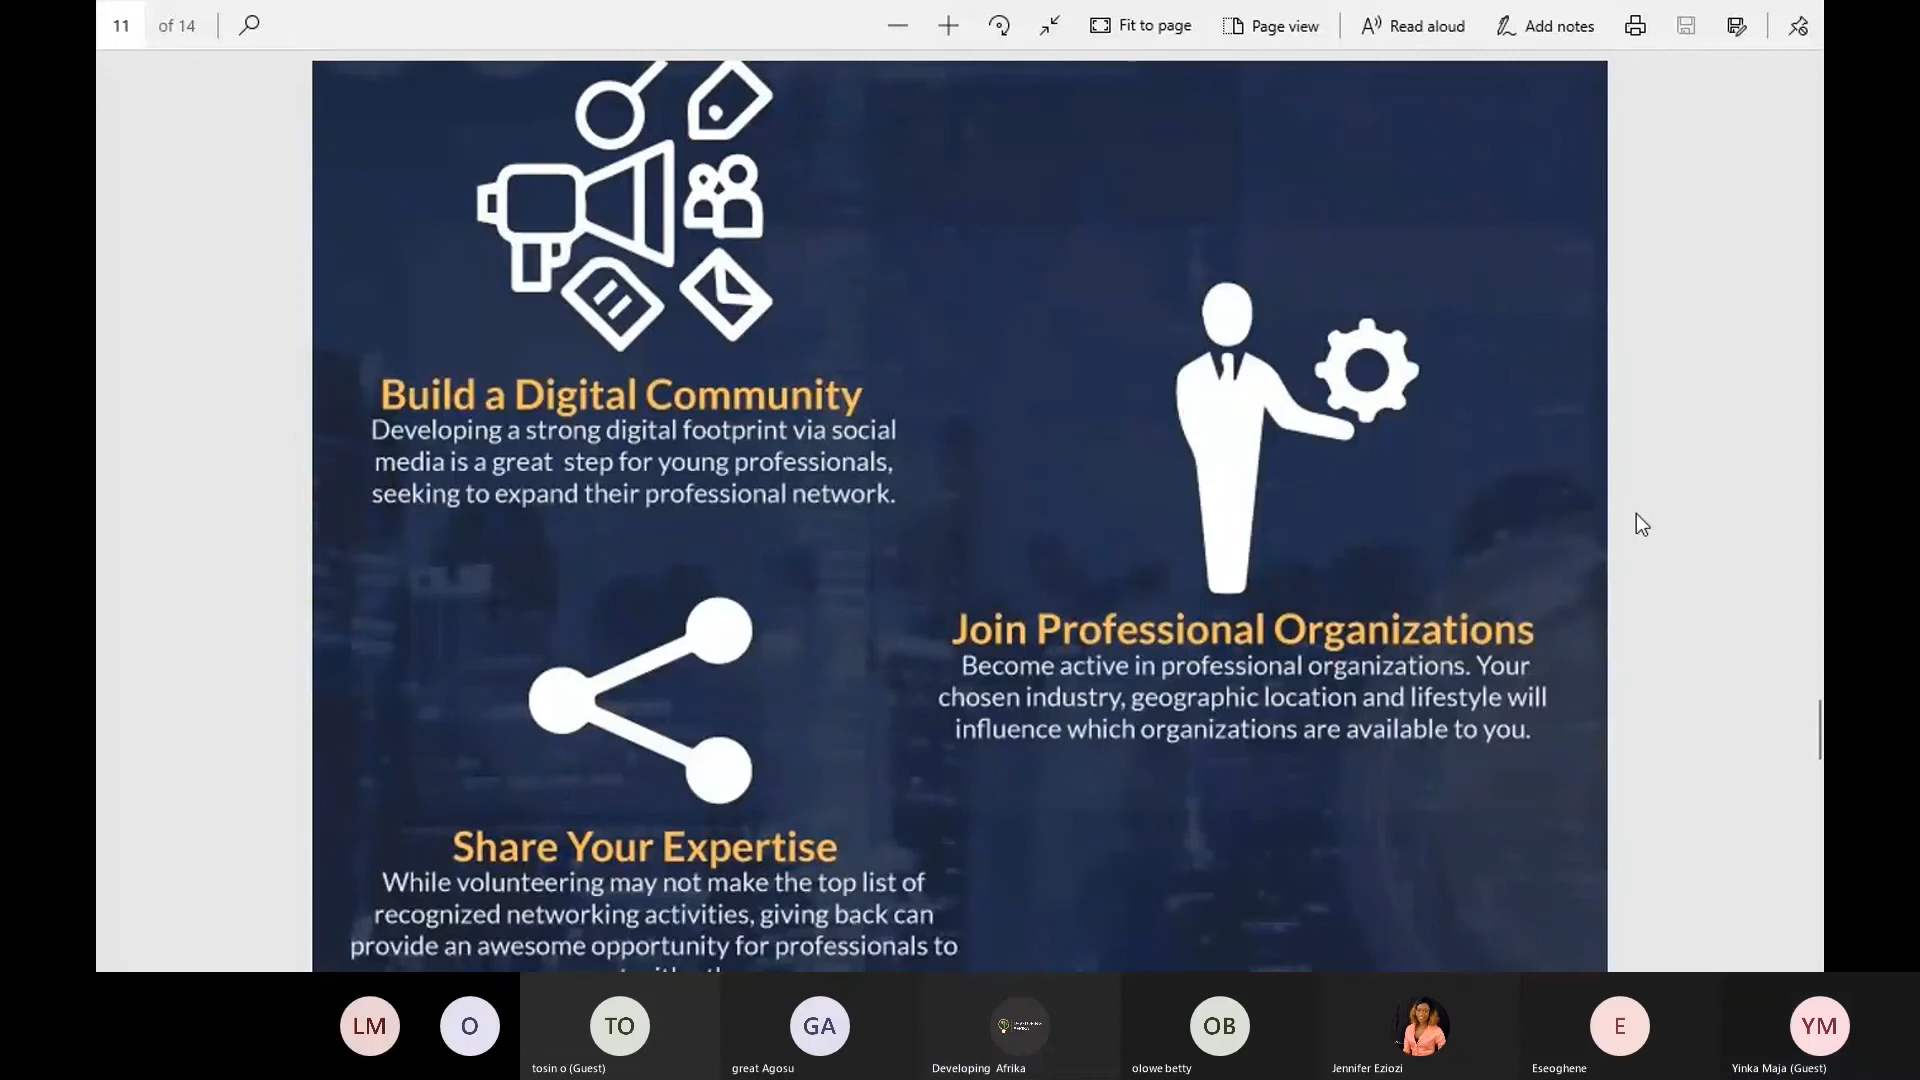 11 of 14
Fit to page
Page view
Read aloud
Add notes
Build a Digital Community
Developing a strong digital footprint via social
media is a great step for young professionals,
seeking to expand their professional network.
Join Professional Organizations
Become active in professional organizations. Your
chosen industry, geographic location and lifestyle will
influence which organizations are available to you.
Share Your Expertise
While volunteering may not make the top list of
recognized networking activities, giving back can
provide an awesome opportunity for professionals to
LM
O
TO
GA
OB
E
YM
tosin o (Guest)
great Agosu
Developing Afrika
olowe betty
Jennifer Eziozi
Eseoghene
Yinka Maja (Guest)